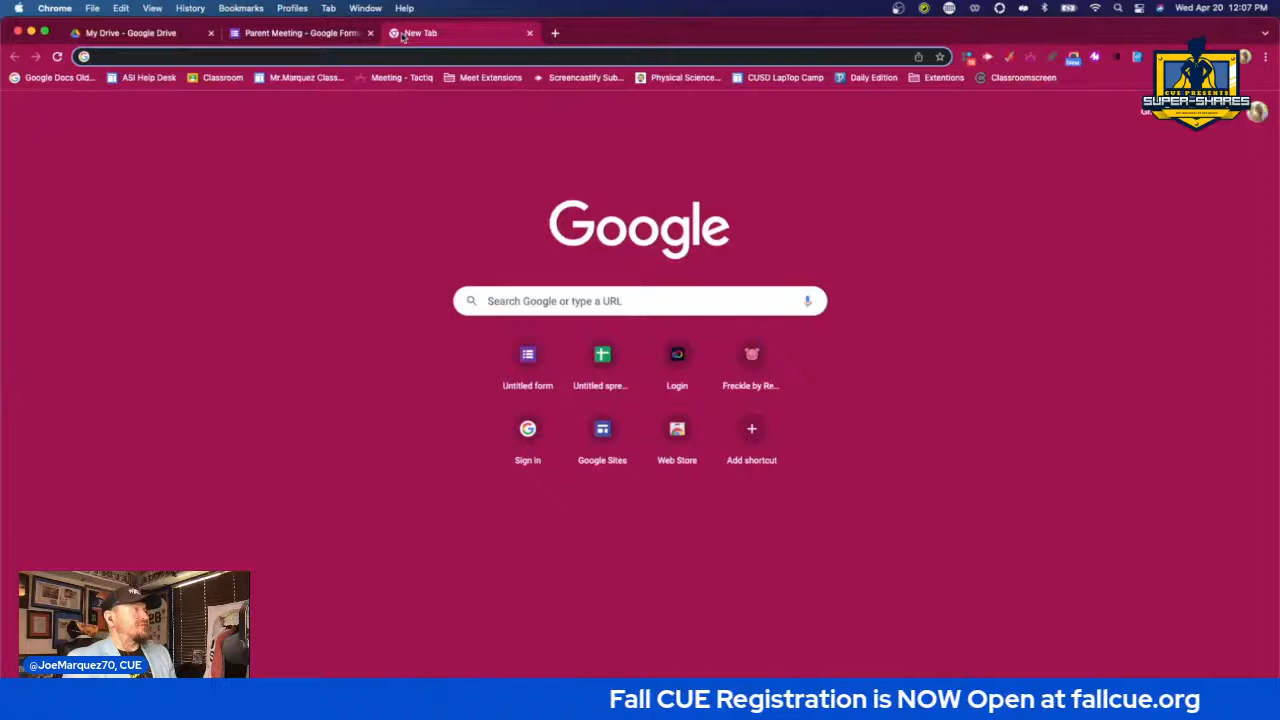 Chrome File Edit View History Bookmarks Profiles Tab Window Help Wed Apr 20 12:07 PM
My Drive - Google Drive Parent Meeting - Google Form New Tab
Google Docs Old... ASI Help Desk Classroom Mr.Marquez Class... Meeting - Tactiq Meet Extensions Screencastify Sub... Physical Science... CUSD LapTop Camp Daily Edition Extentions Classroomscreen
New
CUE PRESENTS
SUPER-SHARES
Google
Search Google or type a URL
Untitled form Untitled spre... Login Freckle by Re...
Sign in Google Sites Web Store Add shortcut
@JoeMarquez70, CUE
Fall CUE Registration is NOW Open at fallcue.org